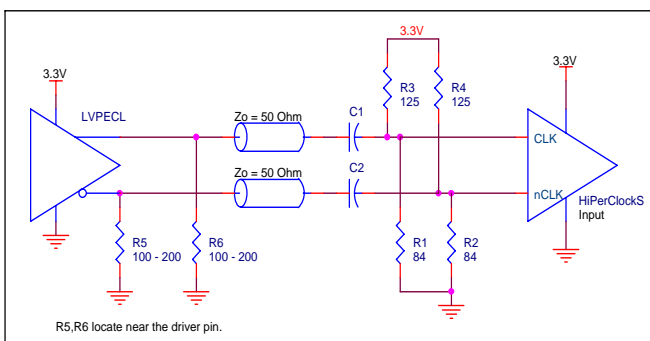 3.3V
3.3V
3.3V
R3
125
R4
125
LVPECL
Zo = 50 Ohm
C1
CLK
Zo = 50 Ohm
C2
nCLK
HiPerClockS
Input
R5
100 - 200
R6
100 - 200
R1
84
R2
84
R5,R6 locate near the driver pin.